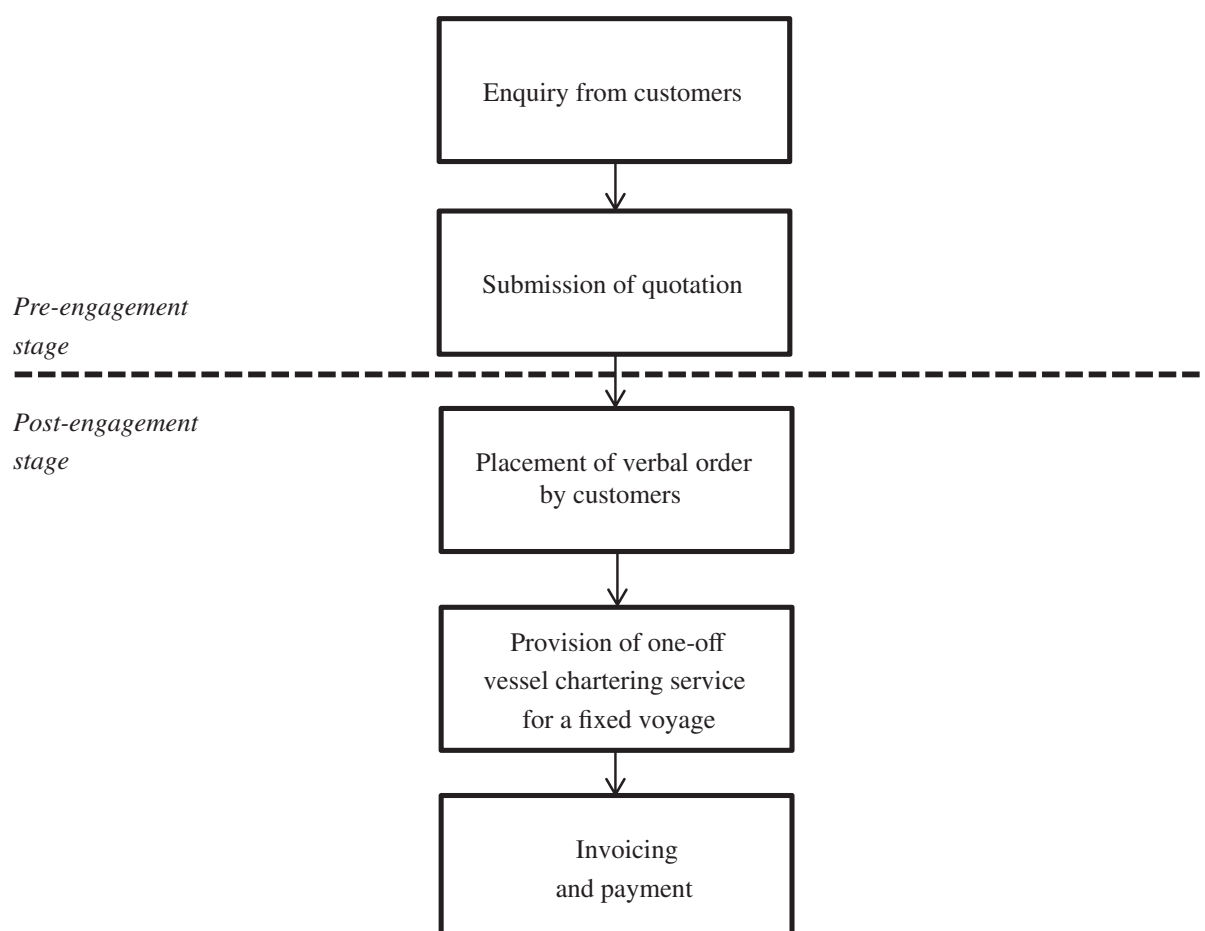 Enquiry from customers
Submission of quotation
Pre-engagement
stage
Post-engagement
stage
Placement of verbal order
by customers
Provision of one-off
vessel chartering service
for a fixed voyage
Invoicing
and payment